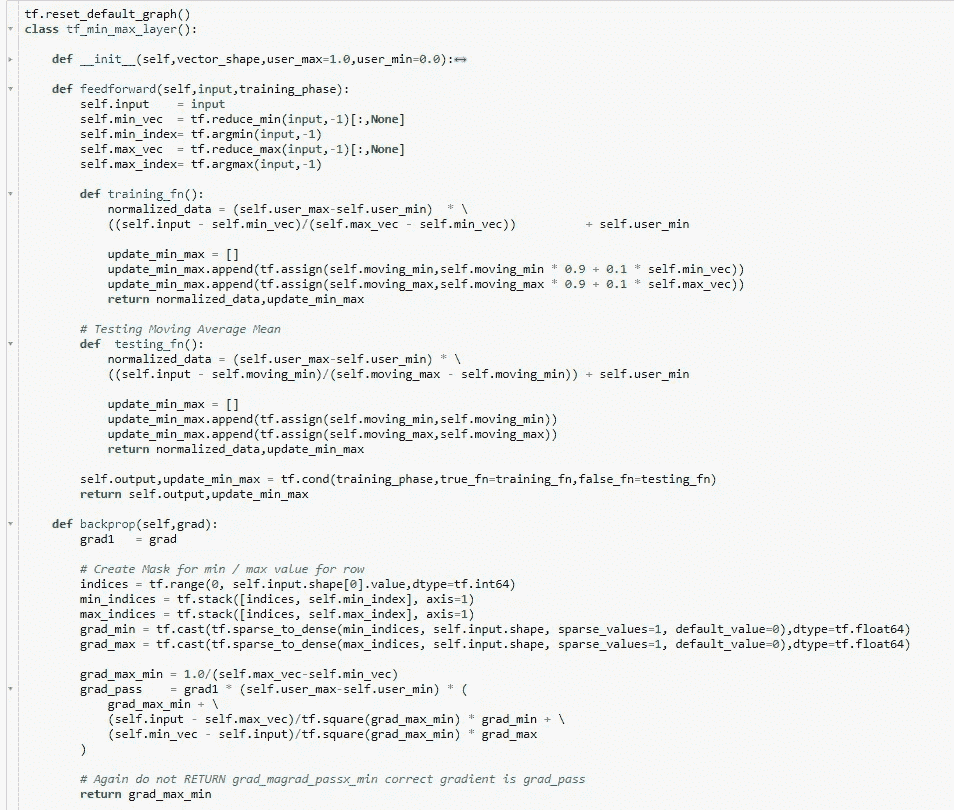 tf.reset_default_graph()
class tf_min_max_layer():
    def __init__(self,vector_shape,user_max=1.0,user_min=0.0):↔
    def feedforward(self,input,training_phase):
        self.input    = input
        self.min_vec  = tf.reduce_min(input,-1)[:,None]
        self.min_index= tf.argmin(input,-1)
        self.max_vec  = tf.reduce_max(input,-1)[:,None]
        self.max_index= tf.argmax(input,-1)
        def training_fn():
            normalized_data = (self.user_max-self.user_min)  * \
            ((self.input - self.min_vec)/(self.max_vec - self.min_vec))          + self.user_min
            update_min_max = []
            update_min_max.append(tf.assign(self.moving_min,self.moving_min * 0.9 + 0.1 * self.min_vec))
            update_min_max.append(tf.assign(self.moving_max,self.moving_max * 0.9 + 0.1 * self.max_vec))
            return normalized_data,update_min_max
        # Testing Moving Average Mean
        def  testing_fn():
            normalized_data = (self.user_max-self.user_min) * \
            ((self.input - self.moving_min)/(self.moving_max - self.moving_min)) + self.user_min
            update_min_max = []
            update_min_max.append(tf.assign(self.moving_min,self.moving_min))
            update_min_max.append(tf.assign(self.moving_max,self.moving_max))
            return normalized_data,update_min_max
        self.output,update_min_max = tf.cond(training_phase,true_fn=training_fn,false_fn=testing_fn)
        return self.output,update_min_max
    def backprop(self,grad):
        grad1   = grad
        # Create Mask for min / max value for row
        indices = tf.range(0, self.input.shape[0].value,dtype=tf.int64)
        min_indices = tf.stack([indices, self.min_index], axis=1)
        max_indices = tf.stack([indices, self.max_index], axis=1)
        grad_min = tf.cast(tf.sparse_to_dense(min_indices, self.input.shape, sparse_values=1, default_value=0),dtype=tf.float64)
        grad_max = tf.cast(tf.sparse_to_dense(max_indices, self.input.shape, sparse_values=1, default_value=0),dtype=tf.float64)
        grad_max_min = 1.0/(self.max_vec-self.min_vec)
        grad_pass    = grad1 * (self.user_max-self.user_min) * (
            grad_max_min + \
            (self.input - self.max_vec)/tf.square(grad_max_min) * grad_min + \
            (self.min_vec - self.input)/tf.square(grad_max_min) * grad_max
        )
        # Again do not RETURN grad_magrad_passx_min correct gradient is grad_pass
        return grad_max_min